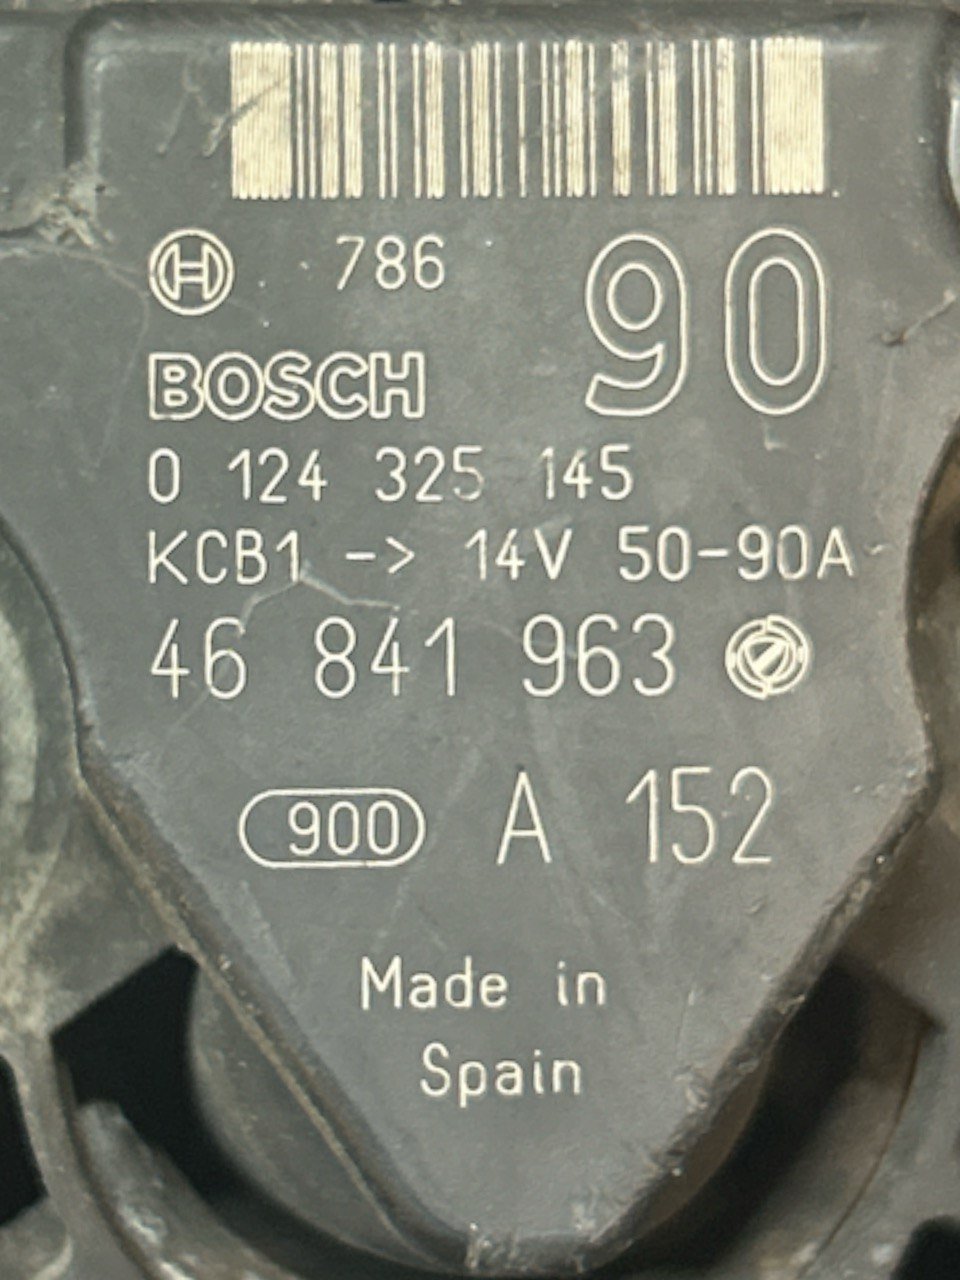 786
90
BOSCH
0 124 325 145
KCB1 -> 14V 50-90A
46 841 963
900 A 152
Made in
Spain